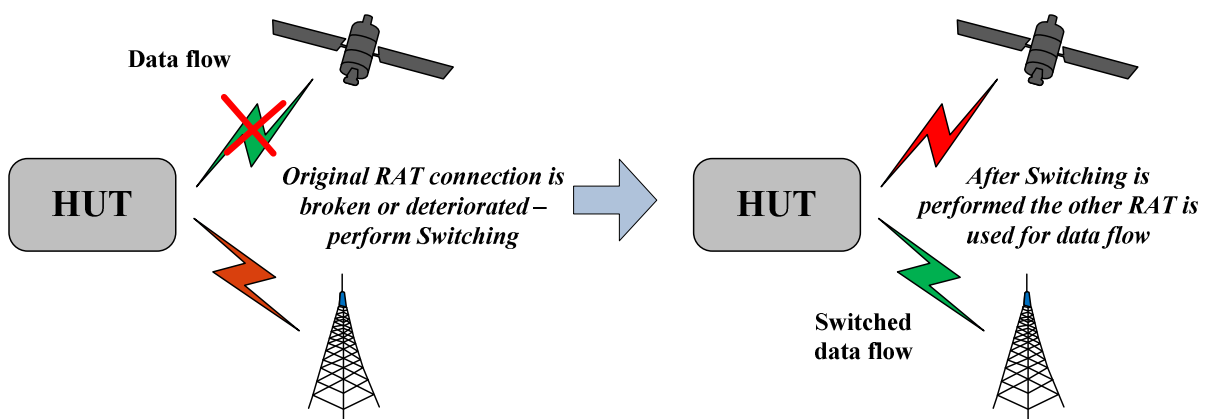 Data flow
HUT
Original RAT connection is
broken or deteriorated –
perform Switching
HUT
After Switching is
performed the other RAT is
used for data flow
Switched
data flow